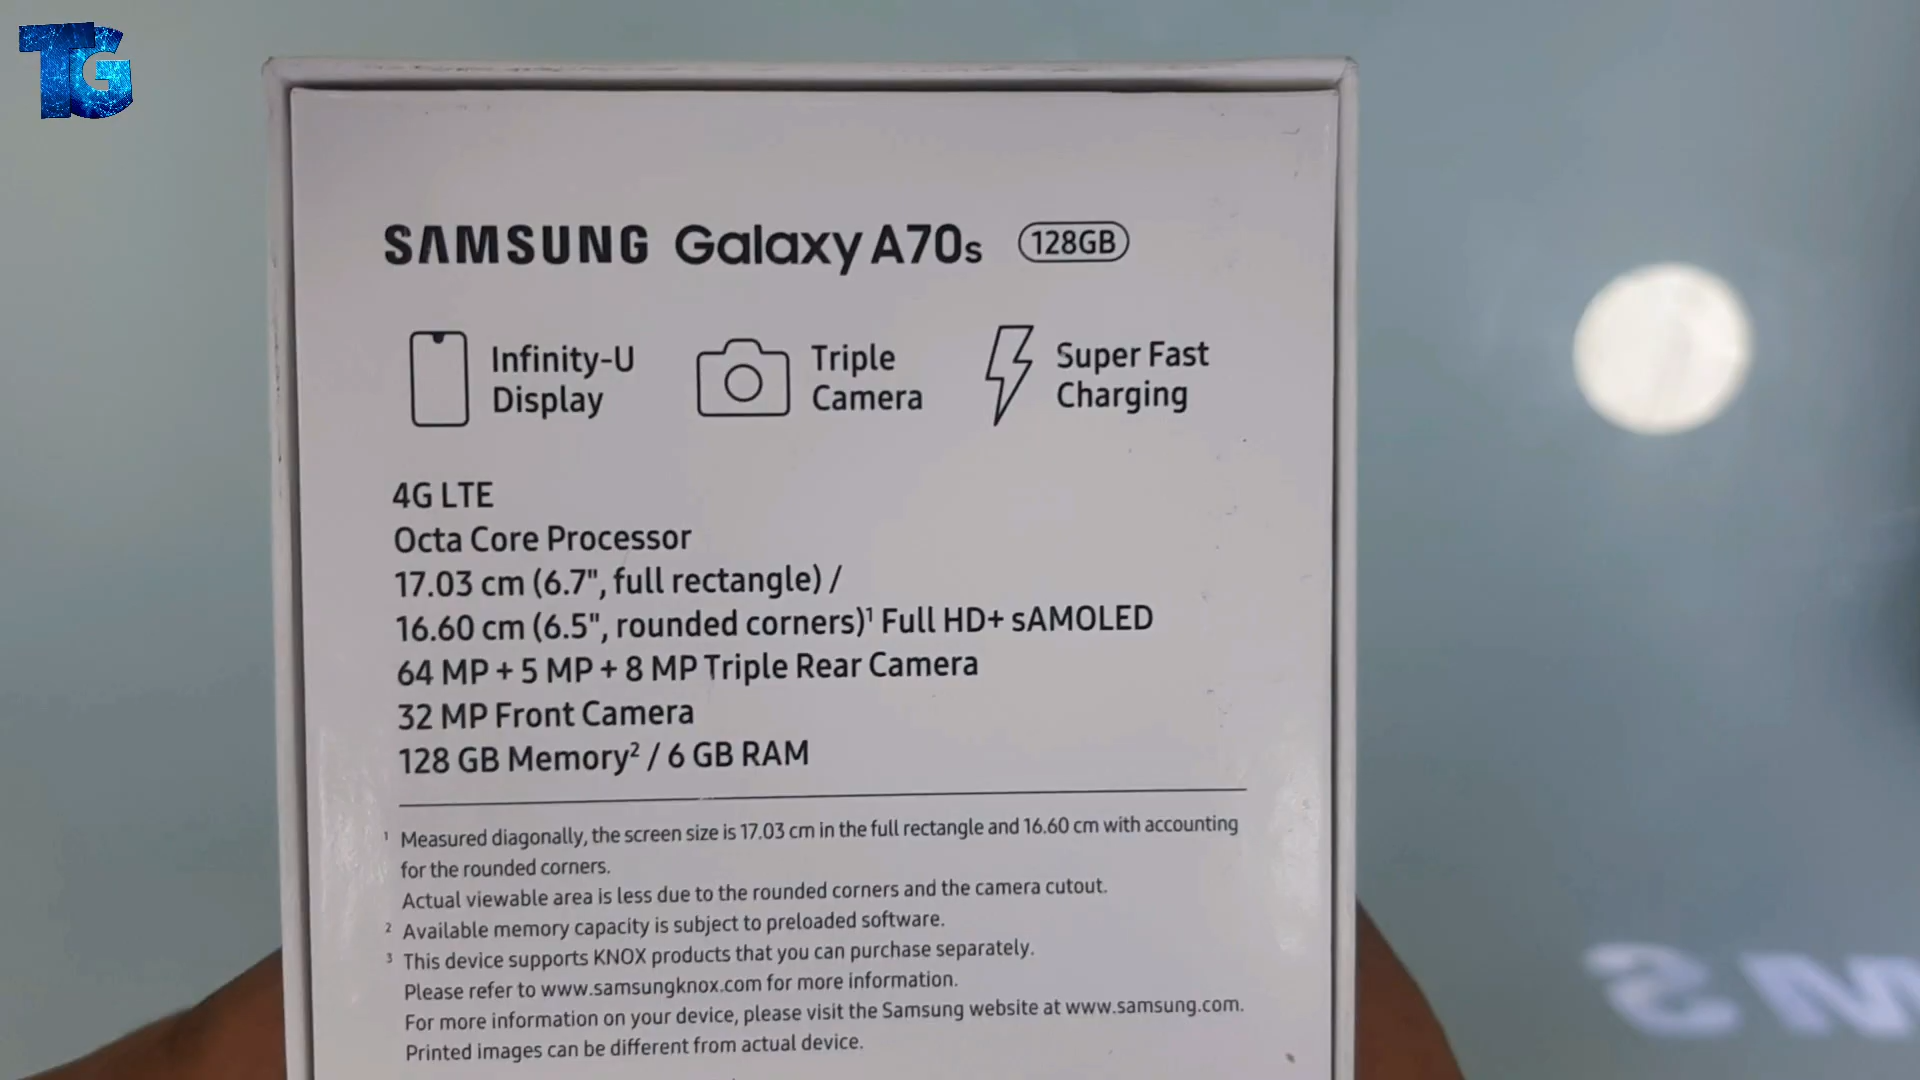 TG
SAMSUNG Galaxy A70s 128GB
Infinity-U
Display
Triple
Camera
Super Fast
Charging
4G LTE
Octa Core Processor
17.03 cm (6.7", full rectangle) /
16.60 cm (6.5", rounded corners)¹ Full HD+ sAMOLED
64 MP + 5 MP + 8 MP Triple Rear Camera
32 MP Front Camera
128 GB Memory² / 6 GB RAM
¹ Measured diagonally, the screen size is 17.03 cm in the full rectangle and 16.60 cm with accounting
for the rounded corners.
Actual viewable area is less due to the rounded corners and the camera cutout.
² Available memory capacity is subject to preloaded software.
³ This device supports KNOX products that you can purchase separately.
Please refer to www.samsungknox.com for more information.
For more information on your device, please visit the Samsung website at www.samsung.com.
Printed images can be different from actual device.